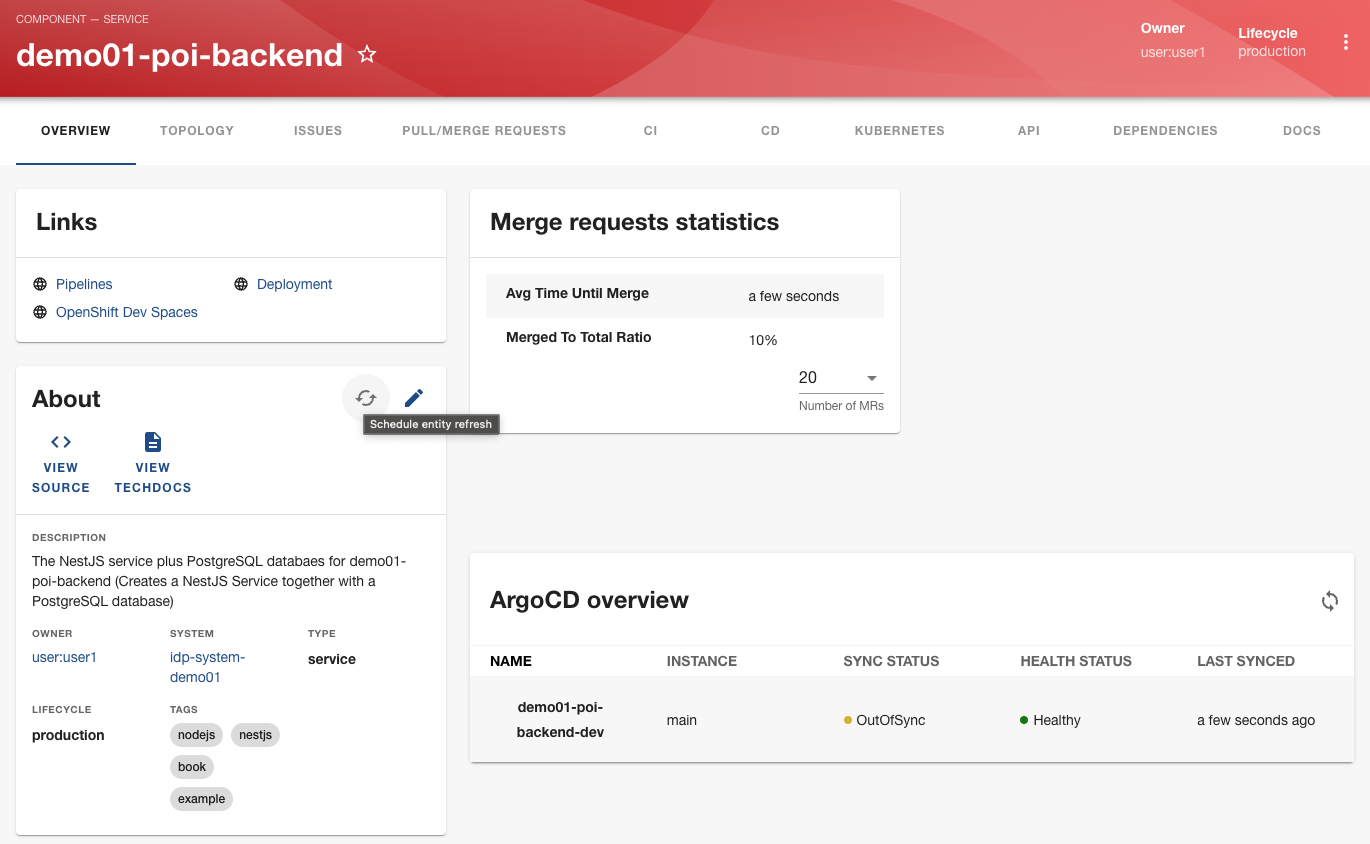 COMPONENT — SERVICE
demo01-poi-backend
Owner
user:user1
Lifecycle
production
OVERVIEW
TOPOLOGY
ISSUES
PULL/MERGE REQUESTS
CI
CD
KUBERNETES
API
DEPENDENCIES
DOCS
Links
Pipelines
Deployment
OpenShift Dev Spaces
Merge requests statistics
Avg Time Until Merge
a few seconds
Merged To Total Ratio
10%
20
Number of MRs
About
Schedule entity refresh
VIEW
SOURCE
VIEW
TECHDOCS
DESCRIPTION
The NestJS service plus PostgreSQL databaes for demo01-
poi-backend (Creates a NestJS Service together with a
PostgreSQL database)
OWNER
user:user1
SYSTEM
idp-system-
demo01
TYPE
service
LIFECYCLE
production
TAGS
nodejs
nestjs
book
example
ArgoCD overview
NAME
INSTANCE
SYNC STATUS
HEALTH STATUS
LAST SYNCED
demo01-poi-
backend-dev
main
OutOfSync
Healthy
a few seconds ago